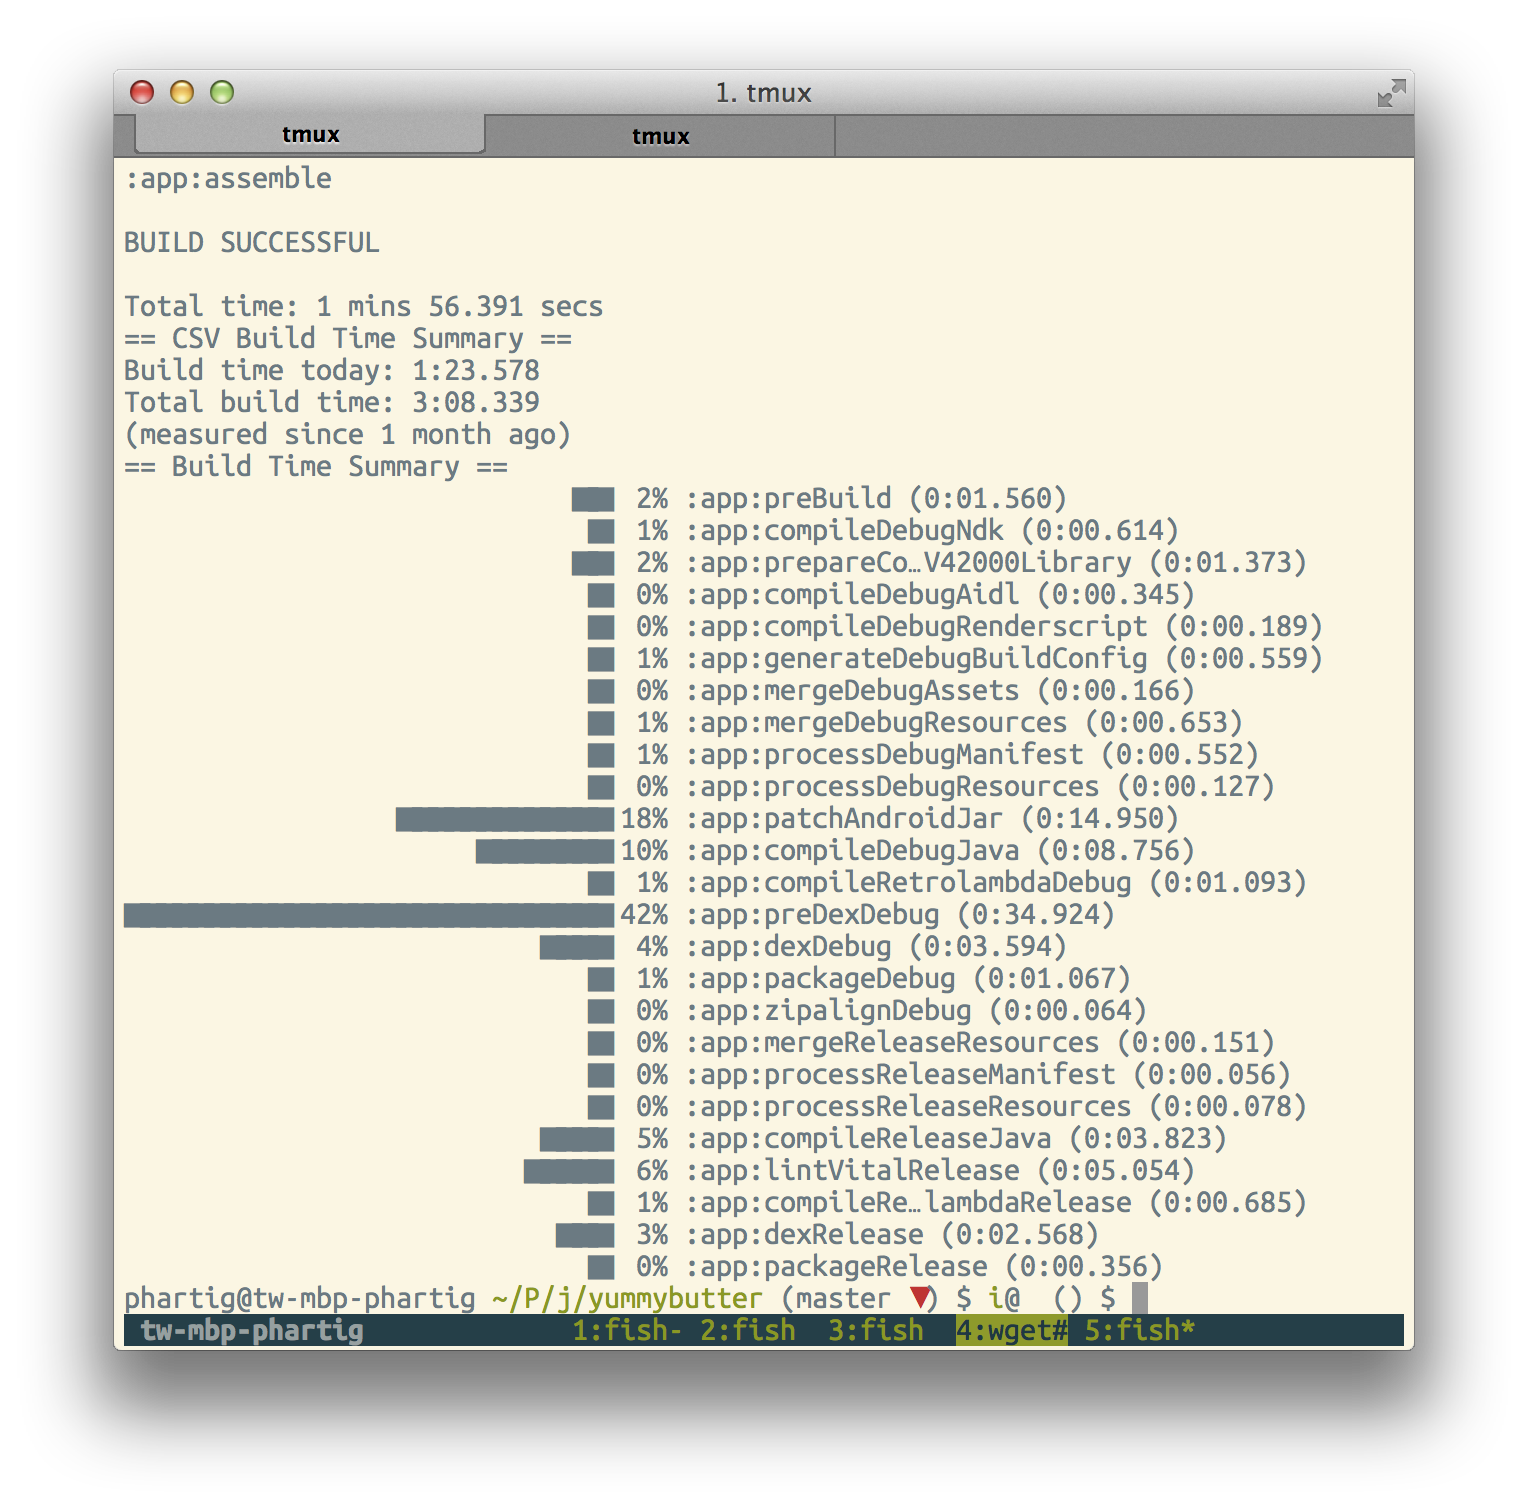 1. tmux
tmux tmux
:app:assemble
BUILD SUCCESSFUL
Total time: 1 mins 56.391 secs
== CSV Build Time Summary ==
Build time today: 1:23.578
Total build time: 3:08.339
(measured since 1 month ago)
== Build Time Summary ==
2% :app:preBuild (0:01.560)
1% :app:compileDebugNdk (0:00.614)
2% :app:prepareCo…V42000Library (0:01.373)
0% :app:compileDebugAidl (0:00.345)
0% :app:compileDebugRenderscript (0:00.189)
1% :app:generateDebugBuildConfig (0:00.559)
0% :app:mergeDebugAssets (0:00.166)
1% :app:mergeDebugResources (0:00.653)
1% :app:processDebugManifest (0:00.552)
0% :app:processDebugResources (0:00.127)
18% :app:patchAndroidJar (0:14.950)
10% :app:compileDebugJava (0:08.756)
1% :app:compileRetrolambdaDebug (0:01.093)
42% :app:preDexDebug (0:34.924)
4% :app:dexDebug (0:03.594)
1% :app:packageDebug (0:01.067)
0% :app:zipalignDebug (0:00.064)
0% :app:mergeReleaseResources (0:00.151)
0% :app:processReleaseManifest (0:00.056)
0% :app:processReleaseResources (0:00.078)
5% :app:compileReleaseJava (0:03.823)
6% :app:lintVitalRelease (0:05.054)
1% :app:compileRe…lambdaRelease (0:00.685)
3% :app:dexRelease (0:02.568)
0% :app:packageRelease (0:00.356)
phartig@tw-mbp-phartig ~/P/j/yummybutter (master ▼) $ i@  () $
tw-mbp-phartig 1:fish- 2:fish 3:fish 4:wget# 5:fish*